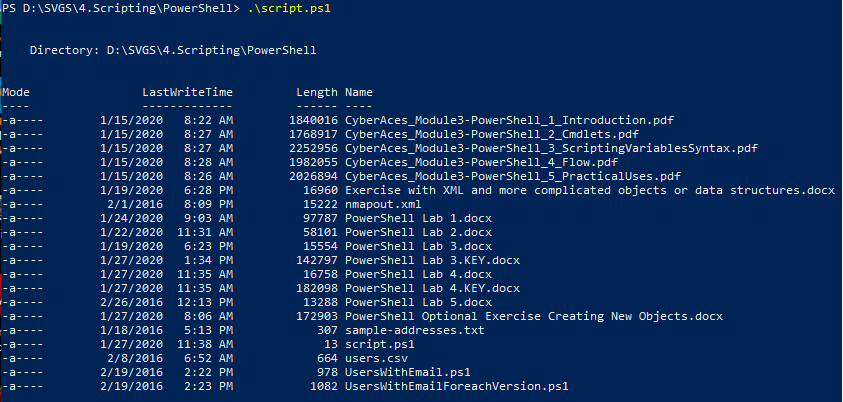 PS D:\SVGS\4.Scripting\PowerShell> .\script.ps1
Directory: D:\SVGS\4.Scripting\PowerShell
Mode LastWriteTime Length Name
---- ------------- ------ ----
-a---- 1/15/2020 8:22 AM 1840016 CyberAces_Module3-PowerShell_1_Introduction.pdf
-a---- 1/15/2020 8:27 AM 1768917 CyberAces_Module3-PowerShell_2_Cmdlets.pdf
-a---- 1/15/2020 8:27 AM 2252956 CyberAces_Module3-PowerShell_3_ScriptingVariablesSyntax.pdf
-a---- 1/15/2020 8:28 AM 1982055 CyberAces_Module3-PowerShell_4_Flow.pdf
-a---- 1/15/2020 8:26 AM 2026894 CyberAces_Module3-PowerShell_5_PracticalUses.pdf
-a---- 1/19/2020 6:28 PM 16960 Exercise with XML and more complicated objects or data structures.docx
-a---- 2/1/2016 8:09 PM 15222 nmapout.xml
-a---- 1/24/2020 9:03 AM 97787 PowerShell Lab 1.docx
-a---- 1/22/2020 11:31 AM 58101 PowerShell Lab 2.docx
-a---- 1/19/2020 6:23 PM 15554 PowerShell Lab 3.docx
-a---- 1/27/2020 1:34 PM 142797 PowerShell Lab 3.KEY.docx
-a---- 1/27/2020 11:35 AM 16758 PowerShell Lab 4.docx
-a---- 1/27/2020 11:35 AM 182098 PowerShell Lab 4.KEY.docx
-a---- 2/26/2016 12:13 PM 13288 PowerShell Lab 5.docx
-a---- 1/27/2020 8:06 AM 172903 PowerShell Optional Exercise Creating New Objects.docx
-a---- 1/18/2016 5:13 PM 307 sample-addresses.txt
-a---- 1/27/2020 11:38 AM 13 script.ps1
-a---- 2/8/2016 6:52 AM 664 users.csv
-a---- 2/19/2016 2:22 PM 978 UsersWithEmail.ps1
-a---- 2/19/2016 2:23 PM 1082 UsersWithEmailForeachVersion.ps1